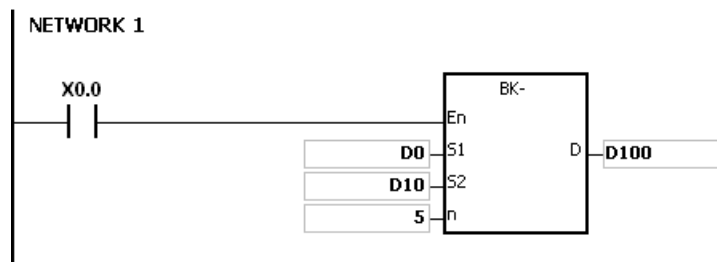 NETWORK 1
X0.0
BK-
En
D0 S1 D D100
D10 S2
5 n